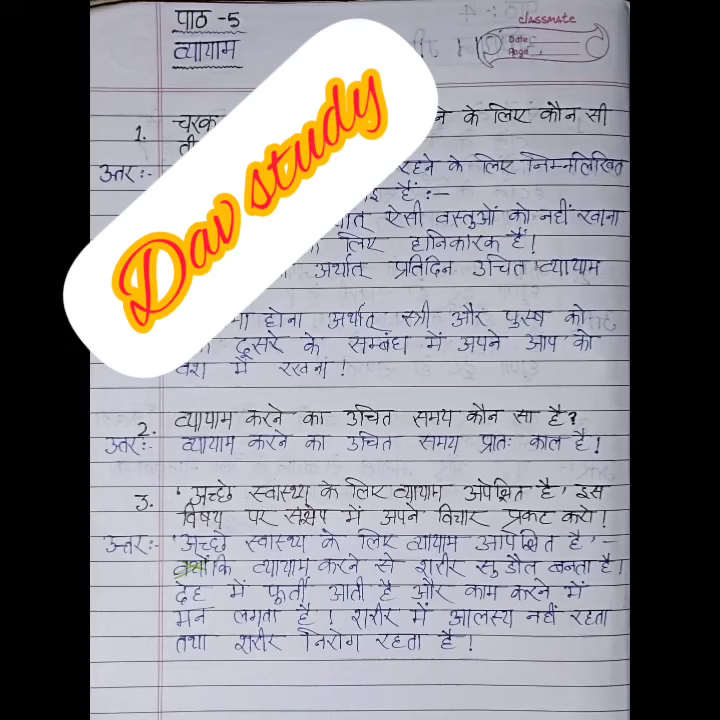 पाठ -5
व्यायाम
classmate
Date
Page
Dav study
1. चरक ने के लिए कौन सी
उत्तर:- रहने के लिए निम्नलिखित
हैं :-
ऐसी वस्तुओं को नहीं खाना
लिए हानिकारक हैं!
अर्थात् प्रतिदिन उचित व्यायाम
होना अर्थात् स्त्री और पुरुष को
दूसरे के सम्बंध में अपने आप को
वश में रखना!
2. व्यायाम करने का उचित समय कौन सा है?
उत्तर:- व्यायाम करने का उचित समय प्रातः काल है!
3. 'अच्छे स्वास्थ्य के लिए व्यायाम अपेक्षित है' इस
विषय पर संक्षेप में अपने विचार प्रकट करो!
उत्तर:- 'अच्छे स्वास्थ्य के लिए व्यायाम अपेक्षित है' -
क्योंकि व्यायाम करने से शरीर सुडौल बनता है।
देह में फूर्ती आती है और काम करने में
मन लगता है! शरीर में आलस्य नहीं रहता
तथा शरीर निरोग रहता है!